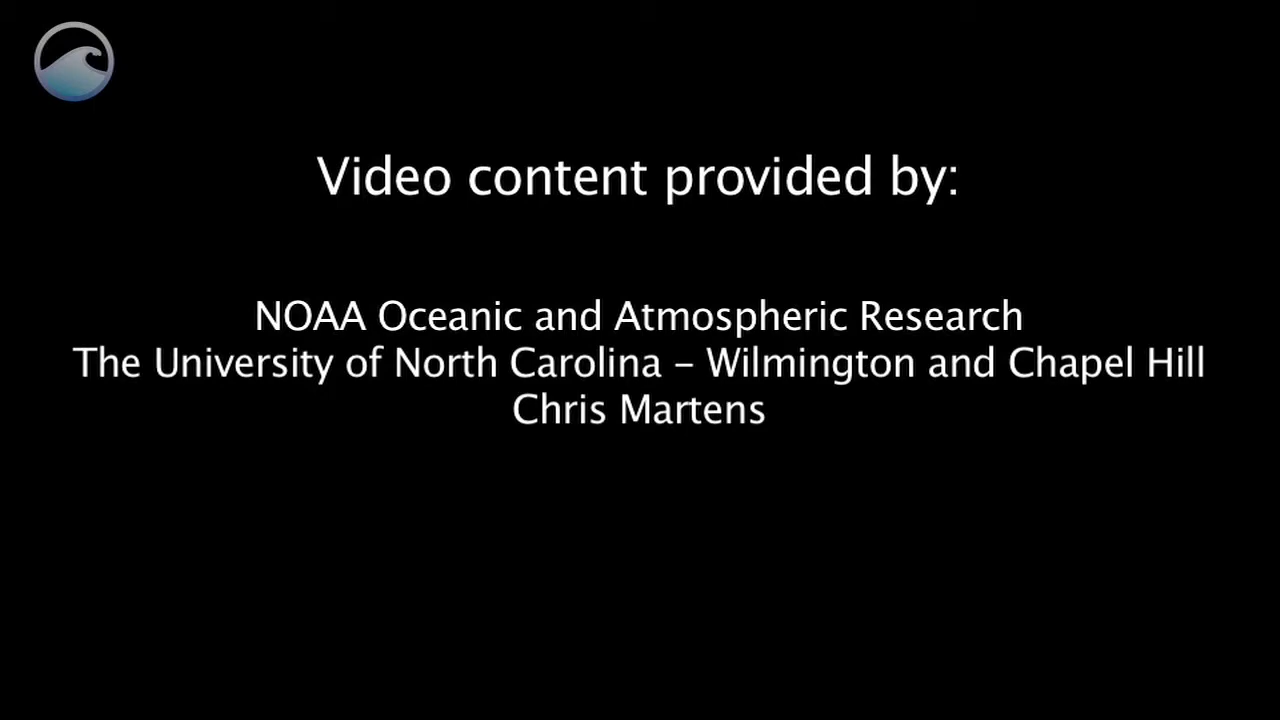 Video content provided by:
NOAA Oceanic and Atmospheric Research
The University of North Carolina – Wilmington and Chapel Hill
Chris Martens